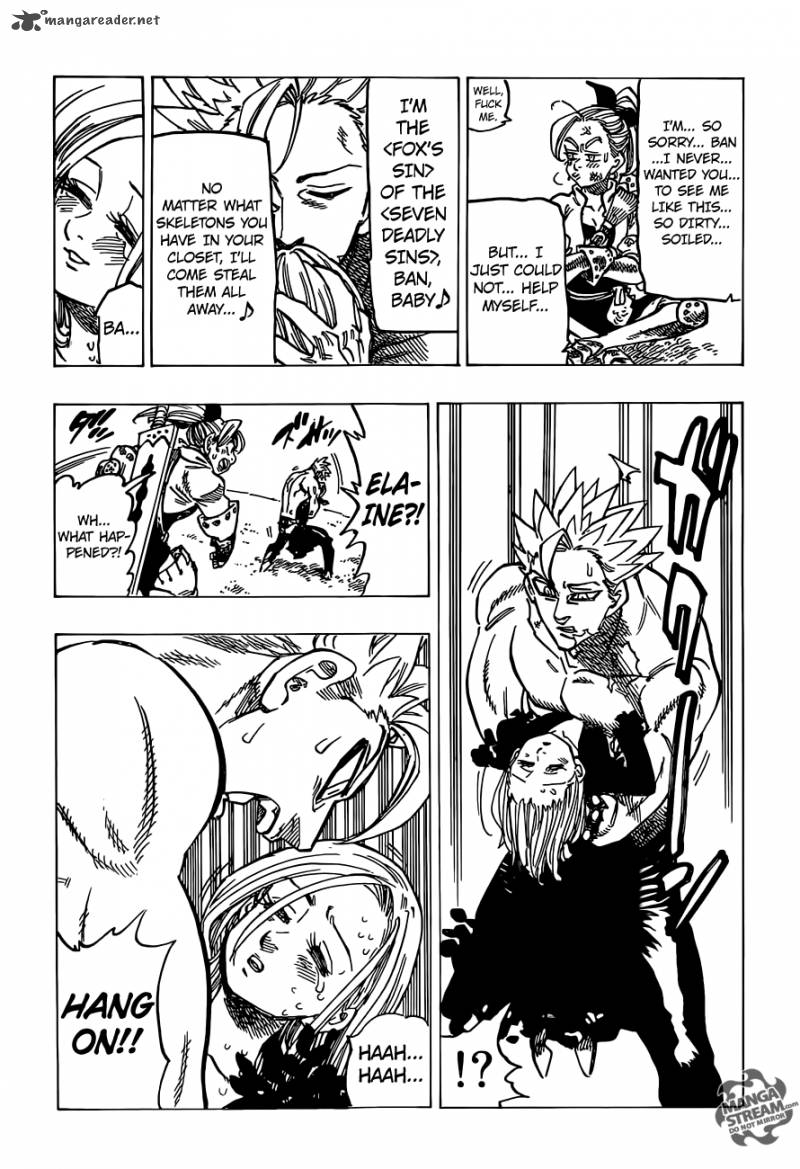 mangareader.net
I'M... SO
SORRY... BAN
...I NEVER...
WANTED YOU...
TO SEE ME
LIKE THIS...
SO DIRTY...
SOILED...
WELL,
FUCK
ME.
BUT... I
JUST COULD
NOT... HELP
MYSELF...
I'M
THE
<FOX'S
SIN>
OF THE
<SEVEN
DEADLY
SINS>,
BAN,
BABY♪
NO
MATTER WHAT
SKELETONS YOU
HAVE IN YOUR
CLOSET, I'LL
COME STEAL
THEM ALL
AWAY... ♪
BA...
!?
ELA-
INE?!
WH...
WHAT HAP-
PENED?!
HANG
ON!!
HAAH...
HAAH...
MANGA
STREAM.com
DO NOT MIRROR